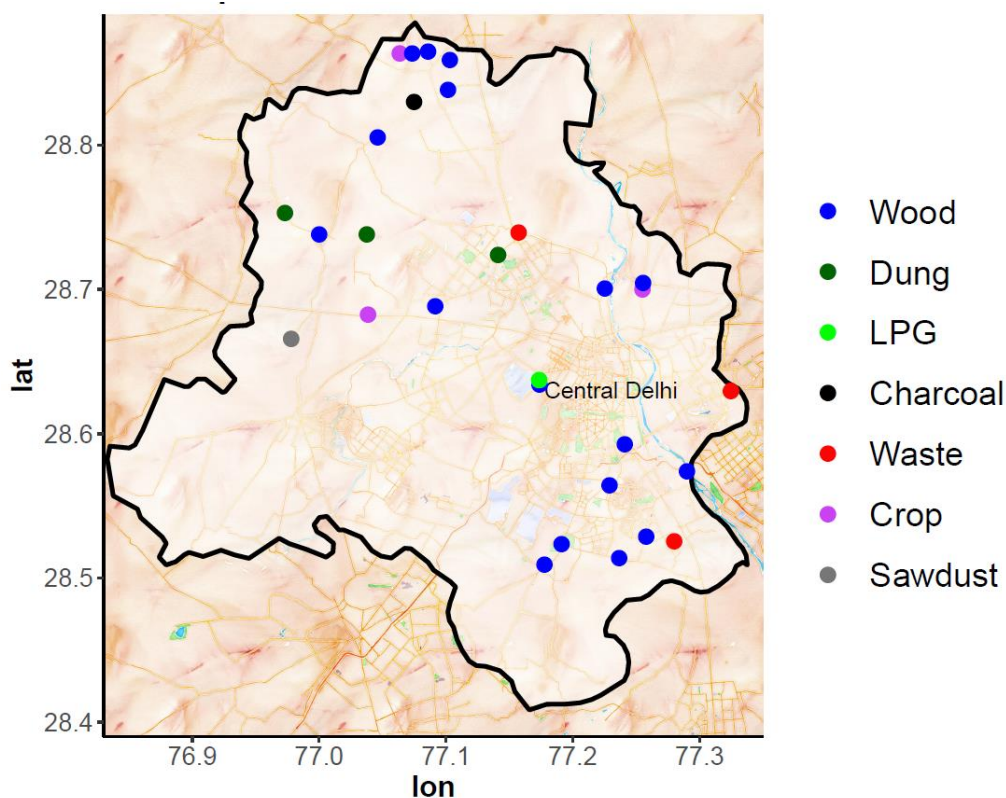 lat
28.8
28.7
28.6
28.5
28.4
76.9 77.0 77.1 77.2 77.3
lon
Central Delhi
Wood
Dung
LPG
Charcoal
Waste
Crop
Sawdust